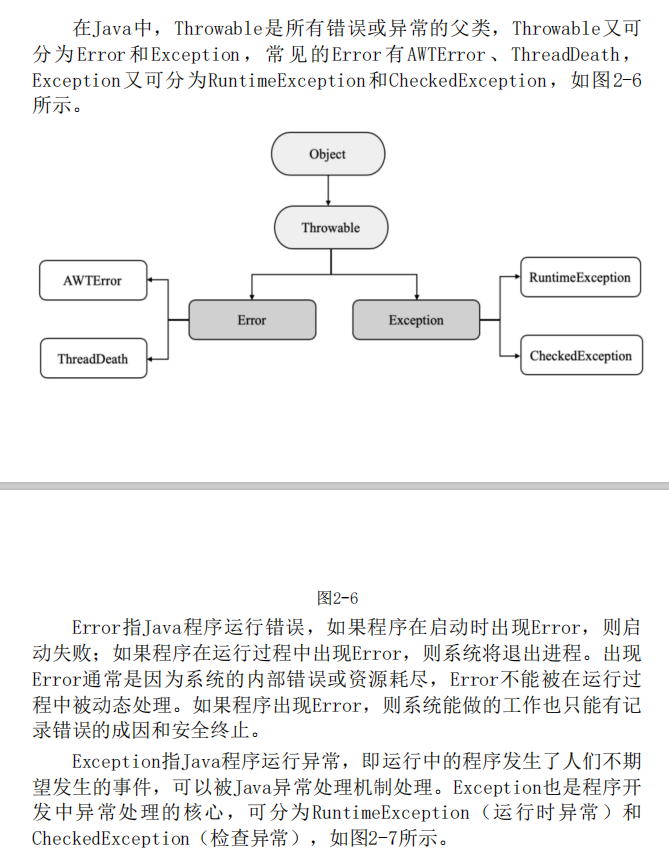 在Java中，Throwable是所有错误或异常的父类，Throwable又可
分为Error和Exception，常见的Error有AWTError、ThreadDeath，
Exception又可分为RuntimeException和CheckedException，如图2-6
所示。
Object
Throwable
AWTError
RuntimeException
Error
Exception
ThreadDeath
CheckedException
图2-6
Error指Java程序运行错误，如果程序在启动时出现Error，则启
动失败；如果程序在运行过程中出现Error，则系统将退出进程。出现
Error通常是因为系统的内部错误或资源耗尽，Error不能被在运行过
程中被动态处理。如果程序出现Error，则系统能做的工作也只能有记
录错误的成因和安全终止。
Exception指Java程序运行异常，即运行中的程序发生了人们不期
望发生的事件，可以被Java异常处理机制处理。Exception也是程序开
发中异常处理的核心，可分为RuntimeException（运行时异常）和
CheckedException（检查异常），如图2-7所示。